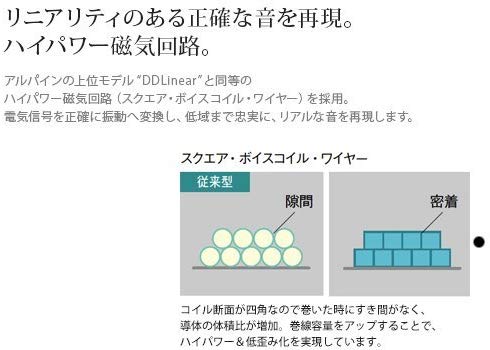 リニアリティのある正確な音を再現。
ハイパワー磁気回路。
アルパインの上位モデル“DDLinear”と同等の
ハイパワー磁気回路（スクエア・ボイスコイル・ワイヤー）を採用。
電気信号を正確に振動へ変換し、低域まで忠実に、リアルな音を再現します。
スクエア・ボイスコイル・ワイヤー
従来型
隙間
密着
コイル断面が四角なので巻いた時にすき間がなく、
導体の体積比が増加。巻線容量をアップすることで、
ハイパワー＆低歪み化を実現しています。